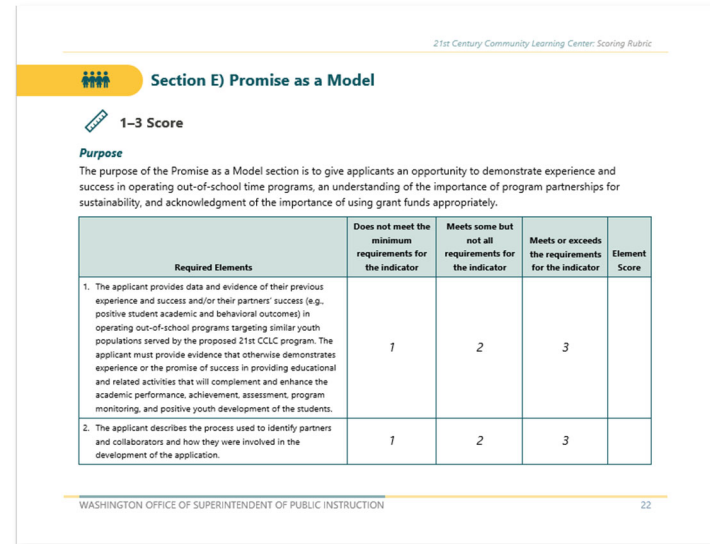 21st Century Community Learning Center: Scoring Rubric
Section E) Promise as a Model
1–3 Score
Purpose
The purpose of the Promise as a Model section is to give applicants an opportunity to demonstrate experience and
success in operating out-of-school time programs, an understanding of the importance of program partnerships for
sustainability, and acknowledgment of the importance of using grant funds appropriately.
Required Elements
Does not meet the
minimum
requirements for
the indicator
Meets some but
not all
requirements for
the indicator
Meets or exceeds
the requirements
for the indicator
Element
Score
1. The applicant provides data and evidence of their previous
experience and success and/or their partners' success (e.g.,
positive student academic and behavioral outcomes) in
operating out-of-school programs targeting similar youth
populations served by the proposed 21st CCLC program. The
applicant must provide evidence that otherwise demonstrates
experience or the promise of success in providing educational
and related activities that will complement and enhance the
academic performance, achievement, assessment, program
monitoring, and positive youth development of the students.
1
2
3
2. The applicant describes the process used to identify partners
and collaborators and how they were involved in the
development of the application.
1
2
3
WASHINGTON OFFICE OF SUPERINTENDENT OF PUBLIC INSTRUCTION
22